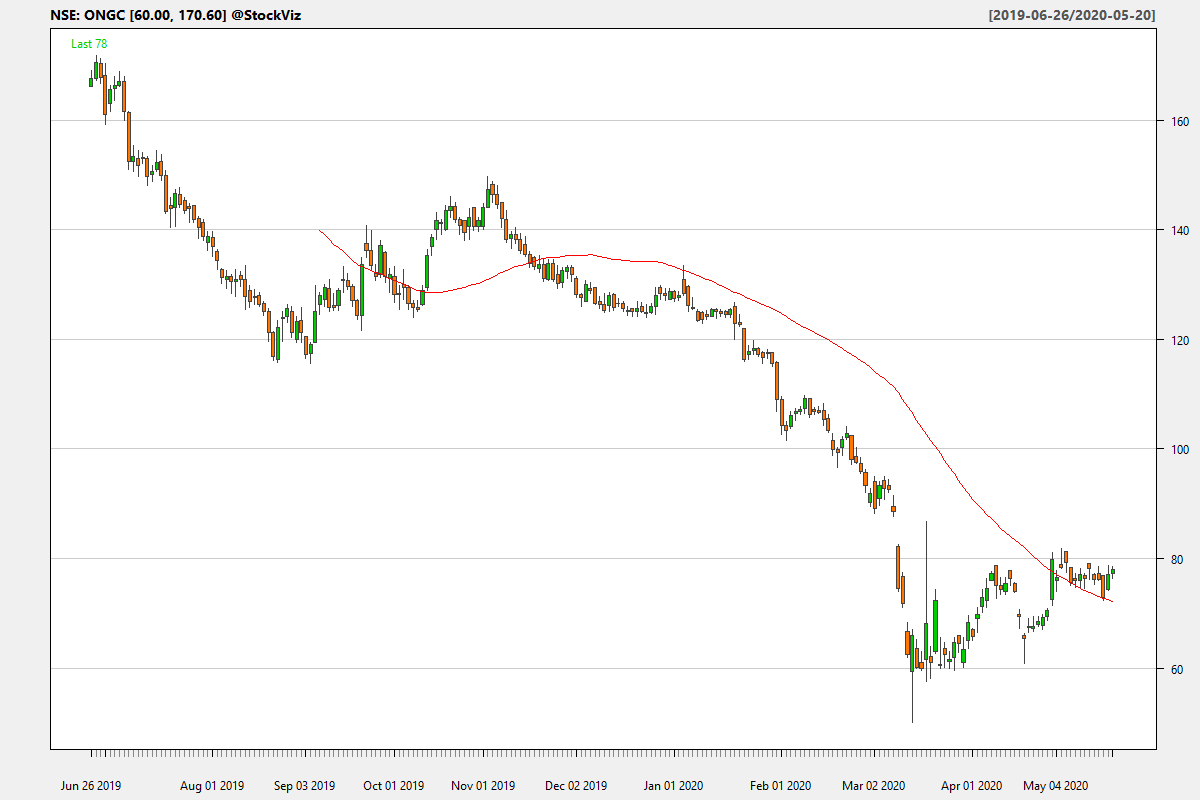 NSE: ONGC [60.00, 170.60] @StockViz [2019-06-26/2020-05-20]
Last 78
160
140
120
100
80
60
Jun 26 2019 Aug 01 2019 Sep 03 2019 Oct 01 2019 Nov 01 2019 Dec 02 2019 Jan 01 2020 Feb 01 2020 Mar 02 2020 Apr 01 2020 May 04 2020